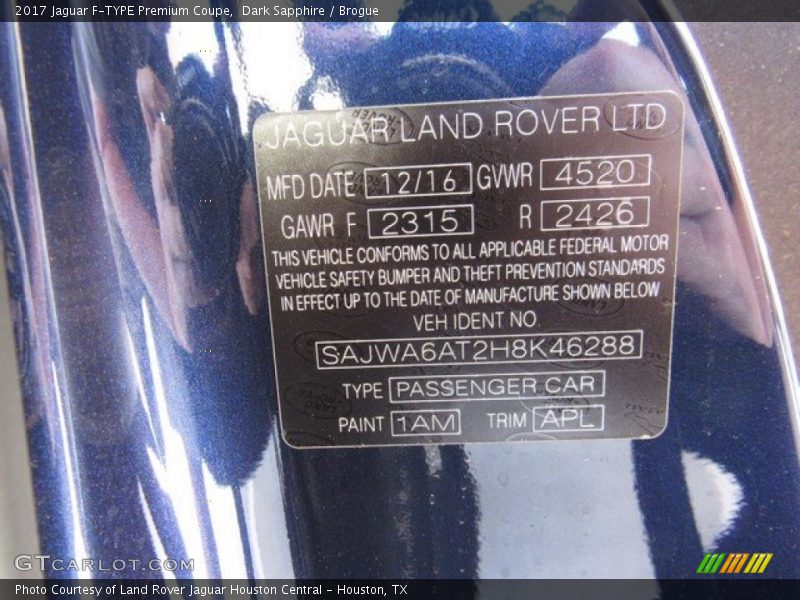 2017 Jaguar F-TYPE Premium Coupe,  Dark Sapphire / Brogue
JAGUAR LAND ROVER LTD
MFD DATE 12/16 GVWR 4520
GAWR F 2315 R 2426
THIS VEHICLE CONFORMS TO ALL APPLICABLE FEDERAL MOTOR
VEHICLE SAFETY BUMPER AND THEFT PREVENTION STANDARDS
IN EFFECT UP TO THE DATE OF MANUFACTURE SHOWN BELOW
VEH IDENT NO.
SAJWA6AT2H8K46288
TYPE PASSENGER CAR
PAINT 1AM TRIM APL
GTCARLOT.COM
Photo Courtesy of Land Rover Jaguar Houston Central - Houston, TX